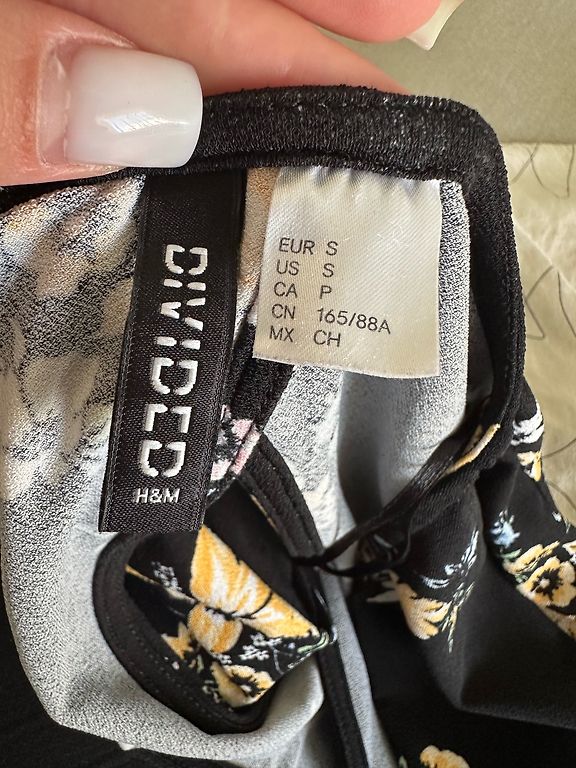 DIVIDED
H&M
EUR S
US S
CA P
CN 165/88A
MX CH